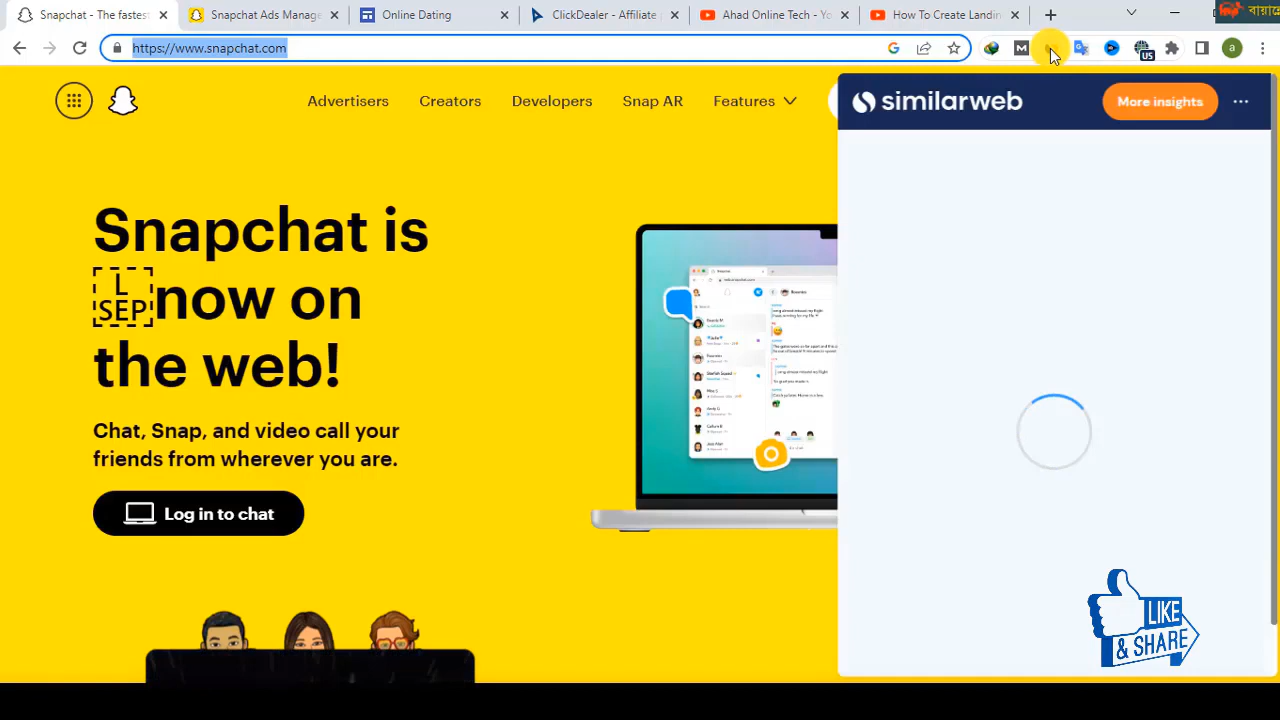 Snapchat - The fastest
Snapchat Ads Manage
Online Dating
ClickDealer - Affiliate
Ahad Online Tech - Yo
How To Create Landin
https://www.snapchat.com
US
a
Advertisers
Creators
Developers
Snap AR
Features
similarweb
More insights
Snapchat is
L
SEP
now on
the web!
Chat, Snap, and video call your
friends from wherever you are.
Log in to chat
LIKE
& SHARE